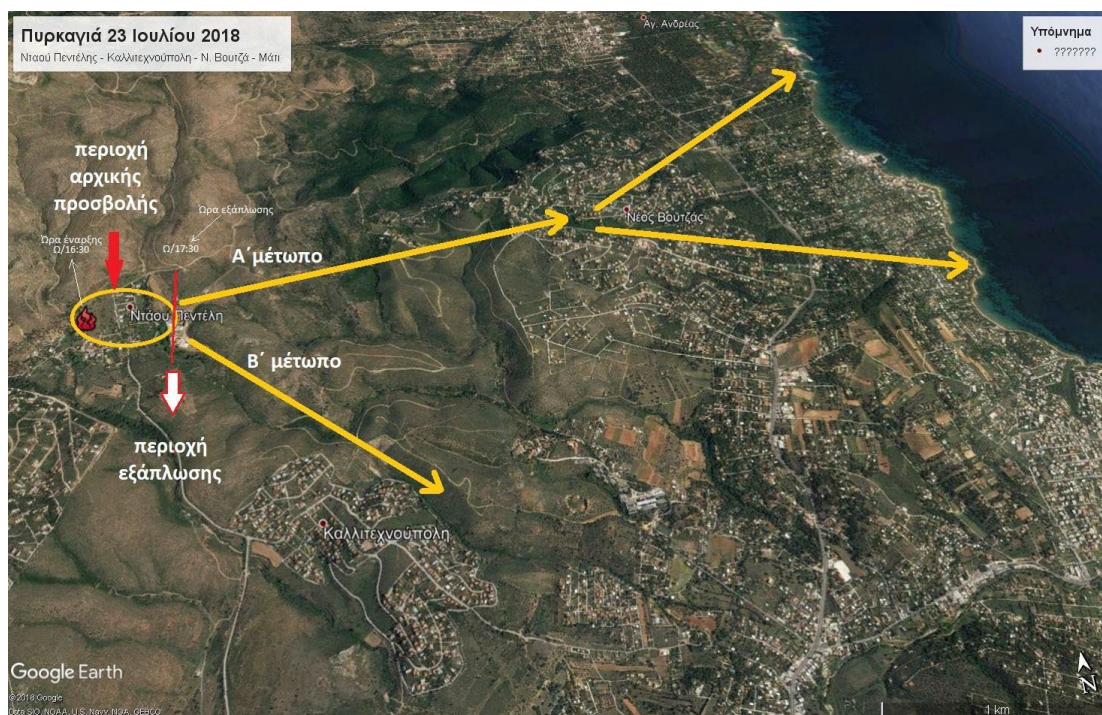 Πυρκαγιά 23 Ιουλίου 2018
Νταού Πεντέλης - Καλλιτεχνούπολη - Ν. Βουτζά - Μάτι
Υπόμνημα
???????
Αγ. Ανδρέας
περιοχή
αρχικής
προσβολής
Ώρα έναρξης
Ω/16:30
Ώρα εξάπλωσης
Ω/17:30
Α΄μέτωπο
Νέος Βουτζάς
Ντάου Πεντέλη
Β΄ μέτωπο
περιοχή
εξάπλωσης
Καλλιτεχνούπολη
Google Earth
©2018 Google
Data SIO, NOAA, U.S. Navy, NGA, GEBCO
1 km
N